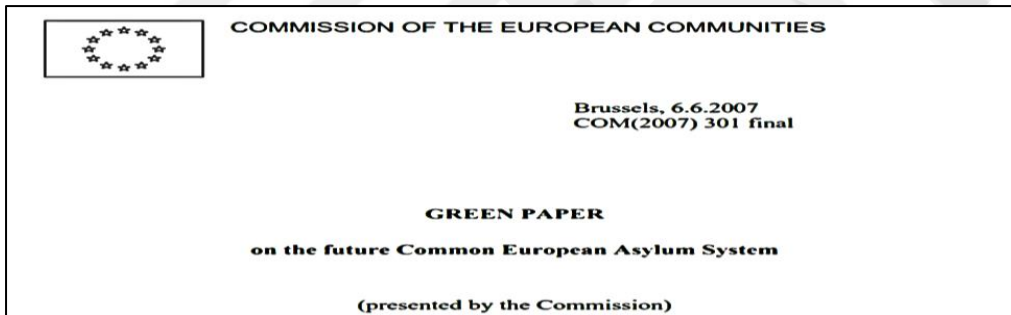 COMMISSION OF THE EUROPEAN COMMUNITIES
Brussels, 6.6.2007
COM(2007) 301 final
GREEN PAPER
on the future Common European Asylum System
(presented by the Commission)